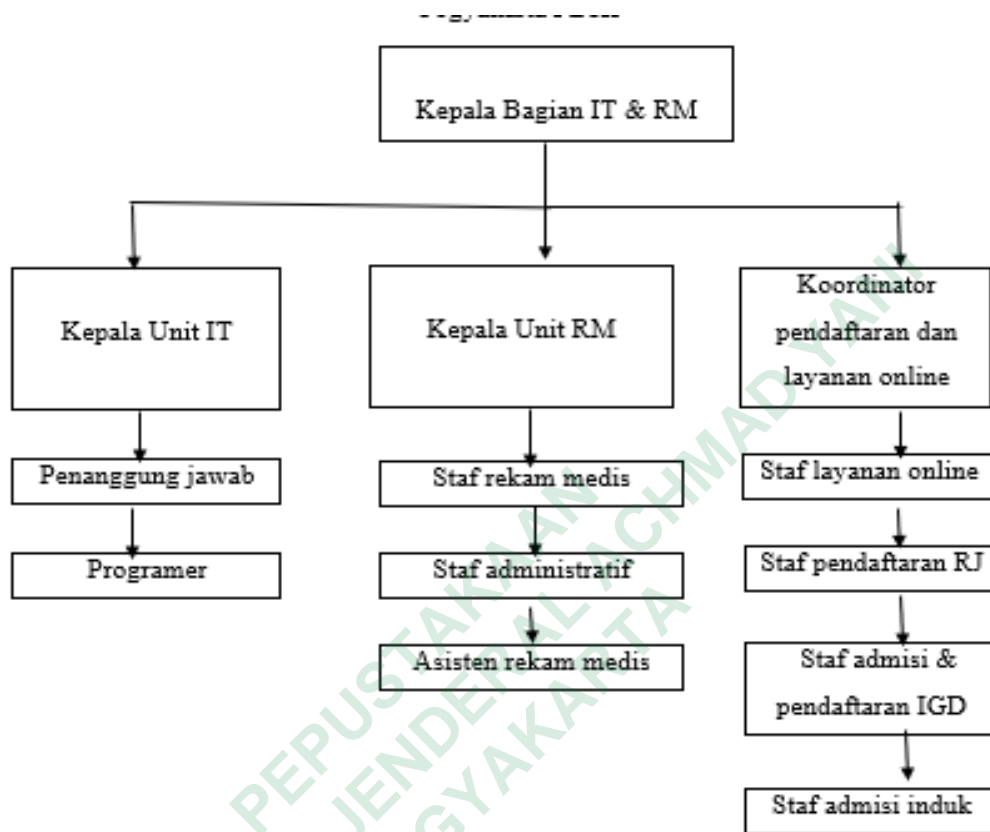 Kepala Bagian IT & RM
Kepala Unit IT
Kepala Unit RM
Koordinator
pendaftaran dan
layanan online
Penanggung jawab
Staf rekam medis
Staf layanan online
Programer
Staf administratif
Staf pendaftaran RJ
Asisten rekam medis
Staf admisi &
pendaftaran IGD
Staf admisi induk
PEPUSTAKAAN
JENDERAL ACHMAD YANI
YOGYAKARTA